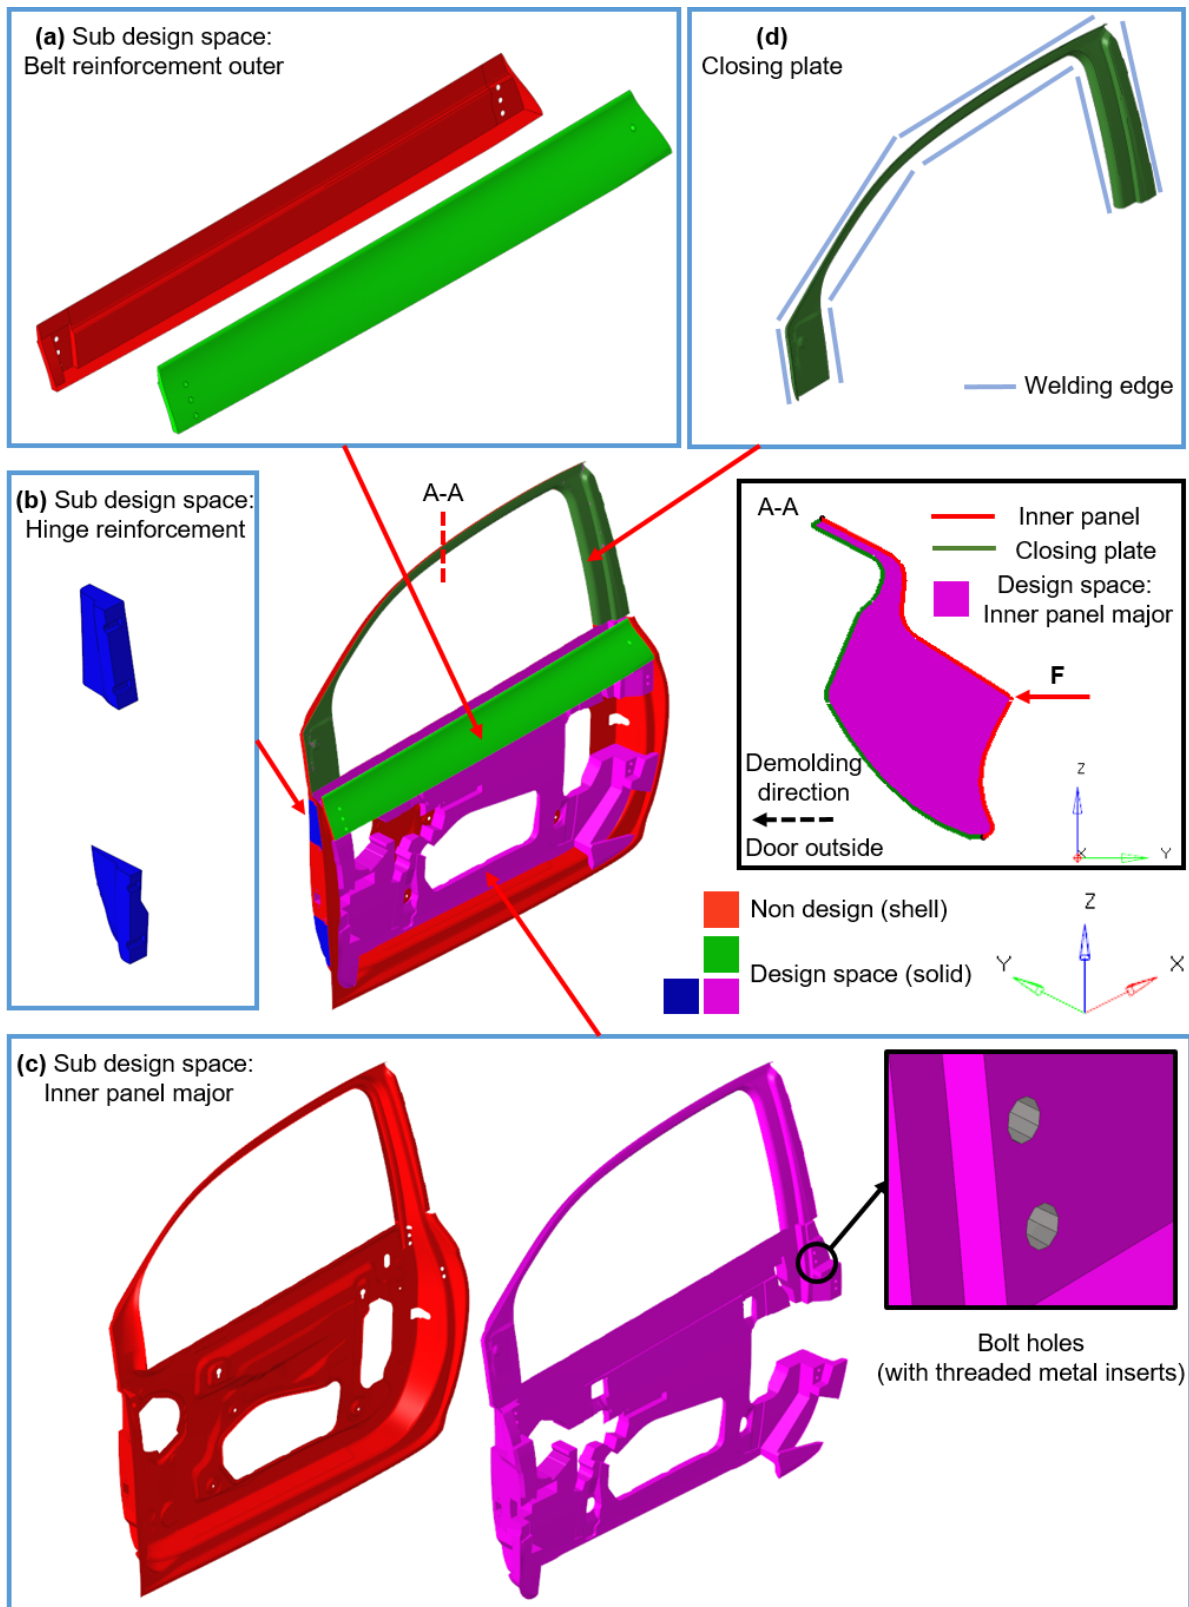 (a) Sub design space:
Belt reinforcement outer
(d)
Closing plate
Welding edge
(b) Sub design space:
Hinge reinforcement
A-A
A-A
Inner panel
Closing plate
Design space:
Inner panel major
F
Demolding
direction
Door outside
Z
X
Y
Non design (shell)
Design space (solid)
Z
Y
X
(c) Sub design space:
Inner panel major
Bolt holes
(with threaded metal inserts)